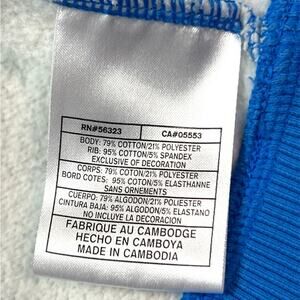 RN#56323 CA#05553
BODY: 79% COTTON/21% POLYESTER
RIB: 95% COTTON/5% SPANDEX
EXCLUSIVE OF DECORATION
CORPS: 79% COTON/21% POLYESTER
BORD COTES: 95% COTON/5% ELASTHANNE
SANS ORNEMENTS
CUERPO: 79% ALGODON/21% POLIESTER
CINTURA BAJA: 95% ALGODON/5% ELASTANO
NO INCLUYE LA DECORACION
FABRIQUE AU CAMBODGE
HECHO EN CAMBOYA
MADE IN CAMBODIA